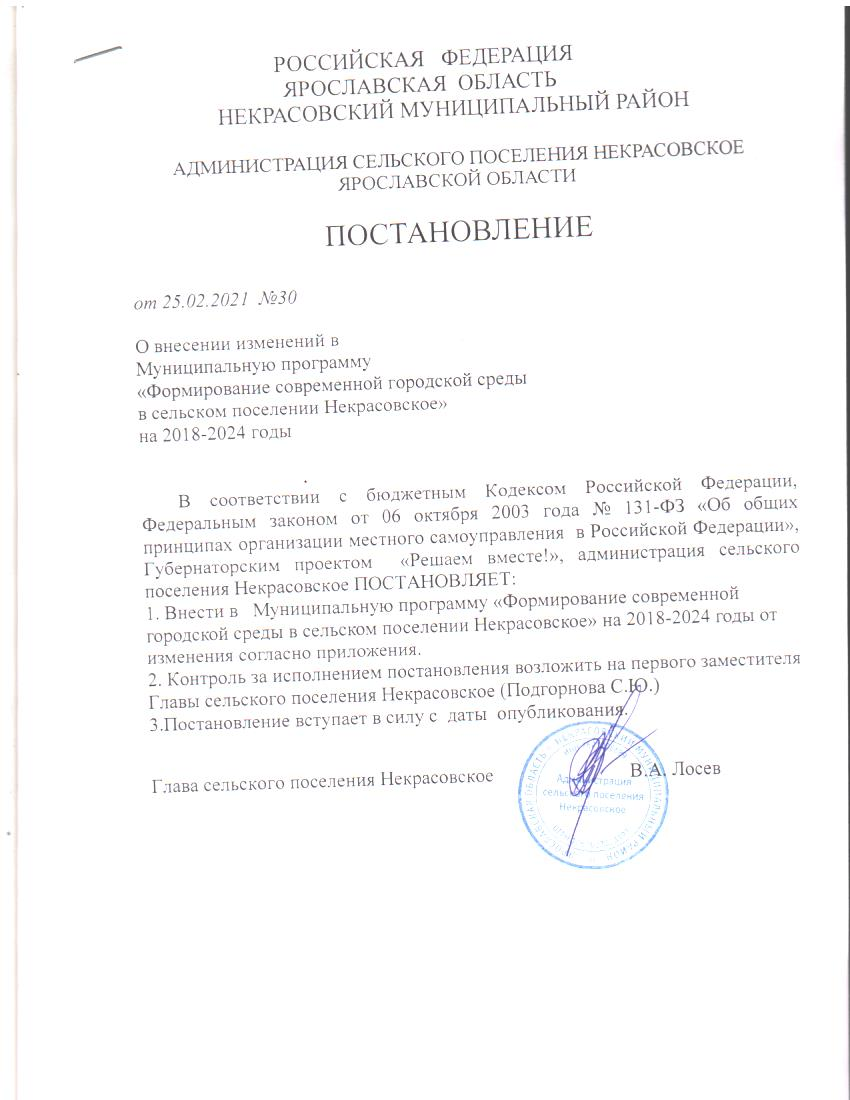 РОССИЙСКАЯ ФЕДЕРАЦИЯ
ЯРОСЛАВСКАЯ ОБЛАСТЬ
НЕКРАСОВСКИЙ МУНИЦИПАЛЬНЫЙ РАЙОН
АДМИНИСТРАЦИЯ СЕЛЬСКОГО ПОСЕЛЕНИЯ НЕКРАСОВСКОЕ
ЯРОСЛАВСКОЙ ОБЛАСТИ
ПОСТАНОВЛЕНИЕ
от 25.02.2021 №30
О внесении изменений в
Муниципальную программу
«Формирование современной городской среды
в сельском поселении Некрасовское»
на 2018-2024 годы
В соответствии с бюджетным Кодексом Российской Федерации,
Федеральным законом от 06 октября 2003 года № 131-ФЗ «Об общих
принципах организации местного самоуправления в Российской Федерации»,
Губернаторским проектом «Решаем вместе!», администрация сельского
поселения Некрасовское ПОСТАНОВЛЯЕТ:
1. Внести в Муниципальную программу «Формирование современной
городской среды в сельском поселении Некрасовское» на 2018-2024 годы от
изменения согласно приложения.
2. Контроль за исполнением постановления возложить на первого заместителя
Главы сельского поселения Некрасовское (Подгорнова С.Ю.)
3.Постановление вступает в силу с даты опубликования.
Глава сельского поселения Некрасовское В.А. Лосев
ЯРОСЛАВСКАЯ ОБЛАСТЬ * НЕКРАСОВСКИЙ МУНИЦИПАЛЬНЫЙ РАЙОН
Администрация
сельского поселения
Некрасовское